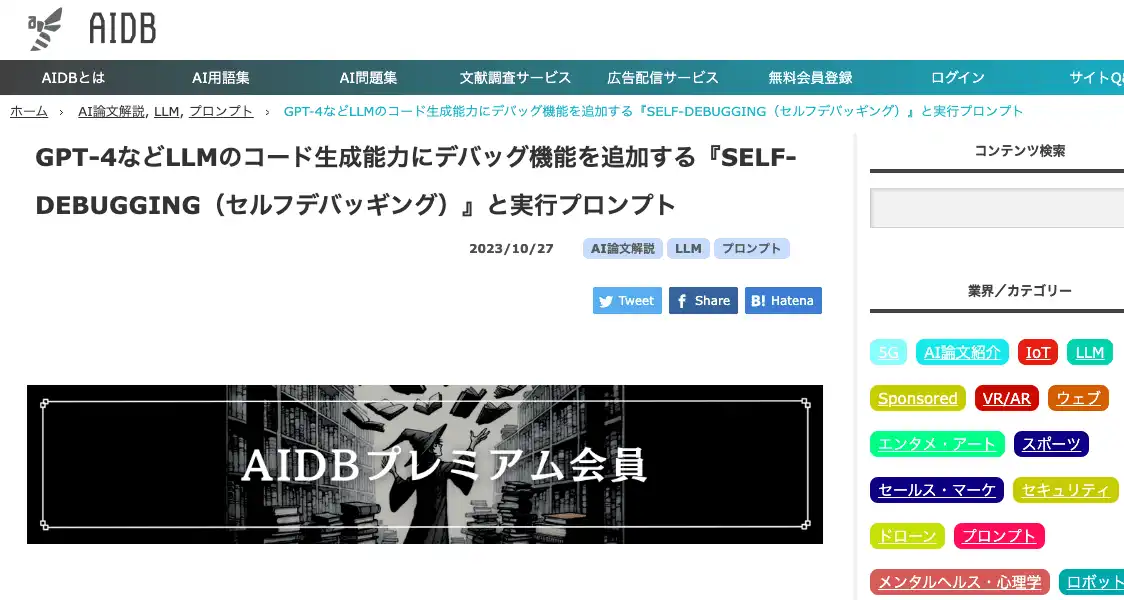 AIDB
AIDBとは
AI用語集
AI問題集
文献調査サービス
広告配信サービス
無料会員登録
ログイン
サイトQ&
ホーム › AI論文解説, LLM, プロンプト › GPT-4などLLMのコード生成能力にデバッグ機能を追加する『SELF-DEBUGGING（セルフデバッギング）』と実行プロンプト
GPT-4などLLMのコード生成能力にデバッグ機能を追加する『SELF-
DEBUGGING（セルフデバッギング）』と実行プロンプト
2023/10/27 AI論文解説 LLM プロンプト
Tweet Share B! Hatena
AIDBプレミアム会員
コンテンツ検索
業界／カテゴリー
5G AI論文紹介 IoT LLM
Sponsored VR/AR ウェブ
エンタメ・アート スポーツ
セールス・マーケ セキュリティ
ドローン プロンプト
メンタルヘルス・心理学 ロボット